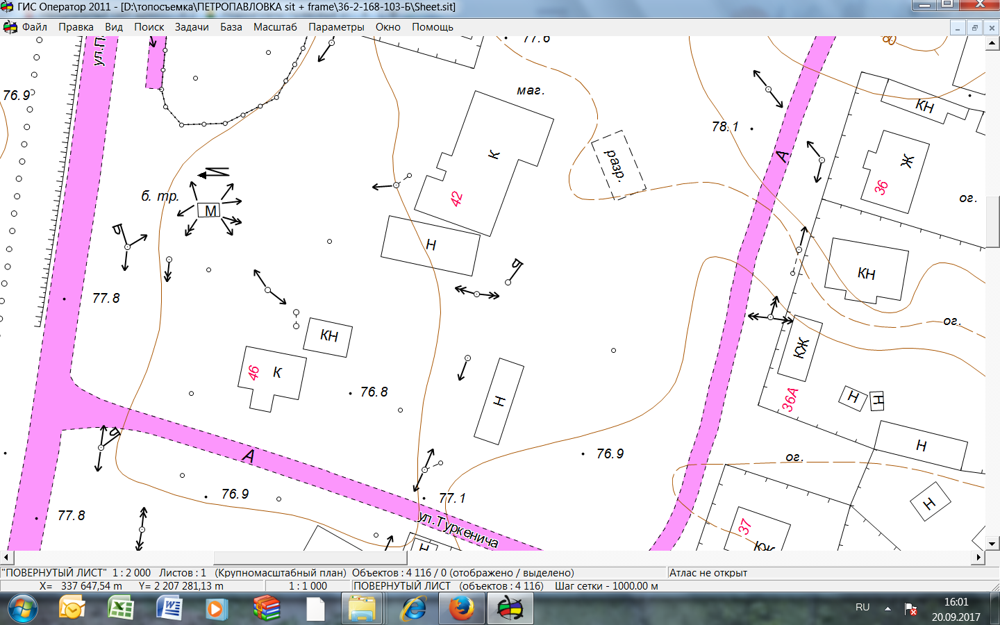 ГИС Оператор 2011 - [D:\топосъемка\ПЕТРОПАВЛОВКА sit + frame\36-2-168-103-Б\Sheet.sit]
Файл Правка Вид Поиск Задачи База Масштаб Параметры Окно Помощь
77.6
80
76.9
маг.
КН
78.1
К
разр.
А
Ж
42
36
б. тр.
ог.
М
Н
КН
77.8
ог.
КН
КЖ
46
К
76.8
Н
36А
Н
Н
Н
А
76.9
ог.
76.9
77.1
77.8
ул.Туркенича
37
КЖ
Н
Н
"ПОВЕРНУТЫЙ ЛИСТ" 1 : 2 000 Листов : 1 (Крупномасштабный план) Объектов : 4 116 / 0 (отображено / выделено) Атлас не открыт
X= 337 647,54 m Y= 2 207 281,13 m 1 : 1 000 ПОВЕРНУТЫЙ ЛИСТ (объектов : 4 116) Шаг сетки - 1000.00 м
RU
16:01
20.09.2017